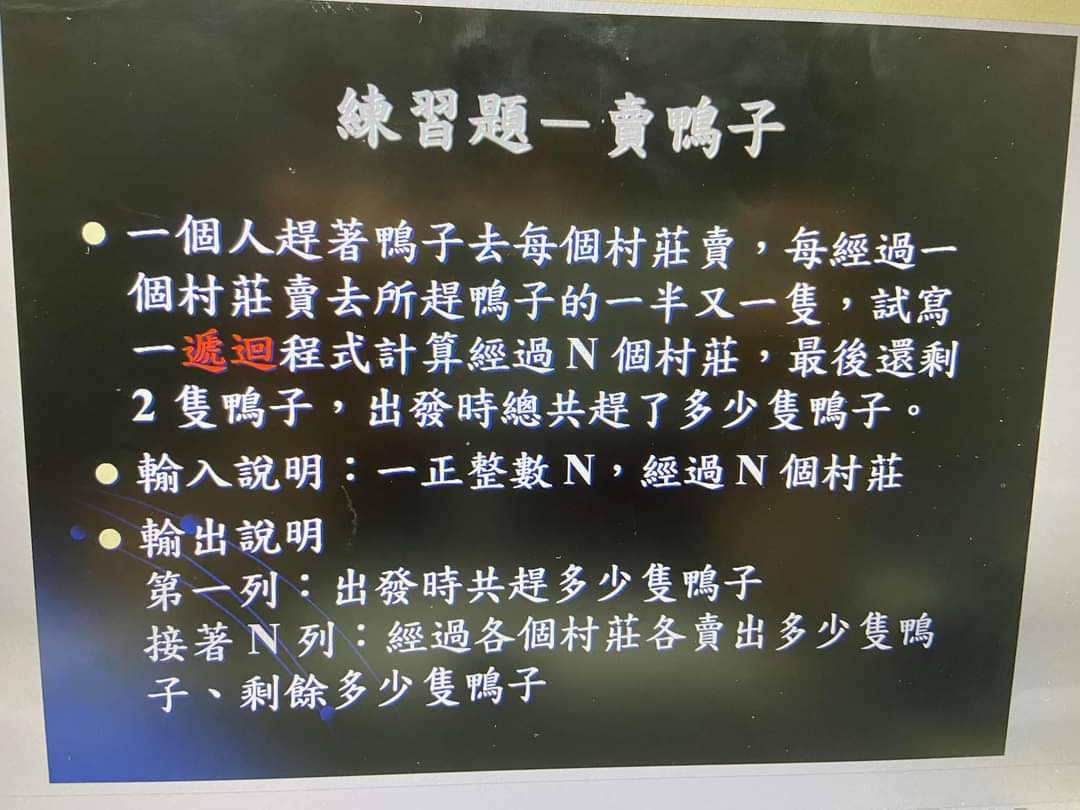 練習題－賣鴨子
一個人趕著鴨子去每個村莊賣，每經過一
個村莊賣去所趕鴨子的一半又一隻，試寫
一遞迴程式計算經過 N 個村莊，最後還剩
2 隻鴨子，出發時總共趕了多少隻鴨子。
輸入說明：一正整數 N，經過 N 個村莊
輸出說明
第一列：出發時共趕多少隻鴨子
接著 N 列：經過各個村莊各賣出多少隻鴨
子、剩餘多少隻鴨子